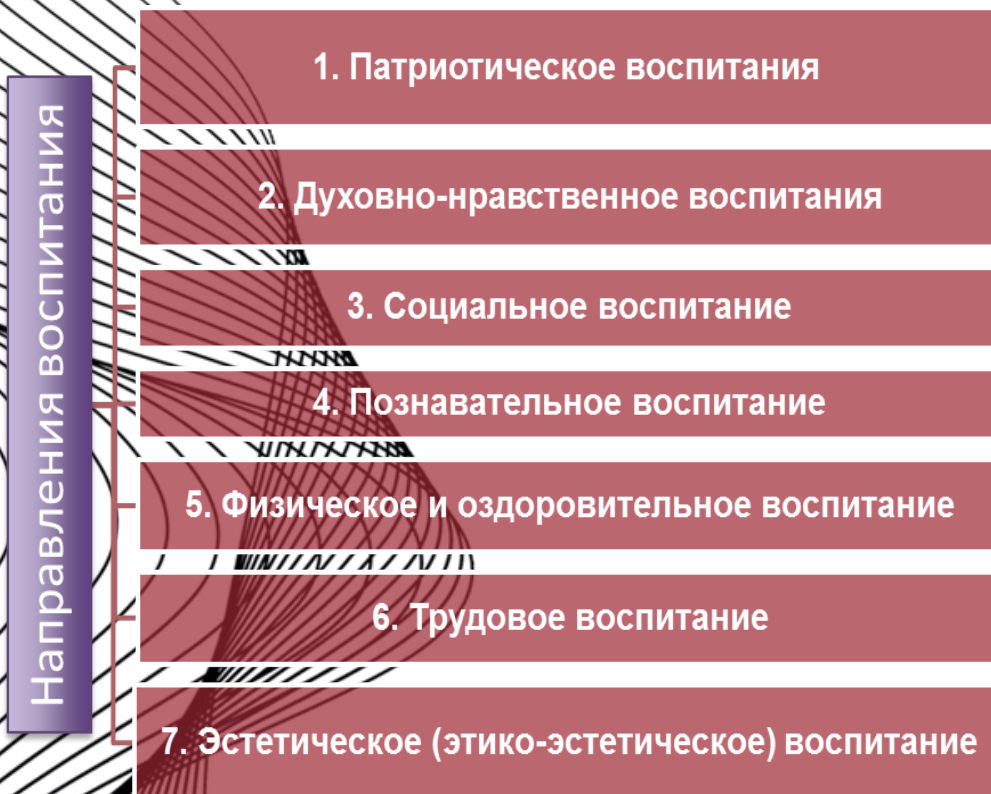 Направления воспитания
1. Патриотическое воспитания
2. Духовно-нравственное воспитания
3. Социальное воспитание
4. Познавательное воспитание
5. Физическое и оздоровительное воспитание
6. Трудовое воспитание
7. Эстетическое (этико-эстетическое) воспитание